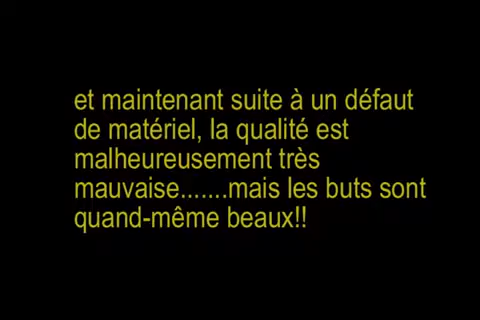 et maintenant suite à un défaut
de matériel, la qualité est
malheureusement très
mauvaise.......mais les buts sont
quand-même beaux!!